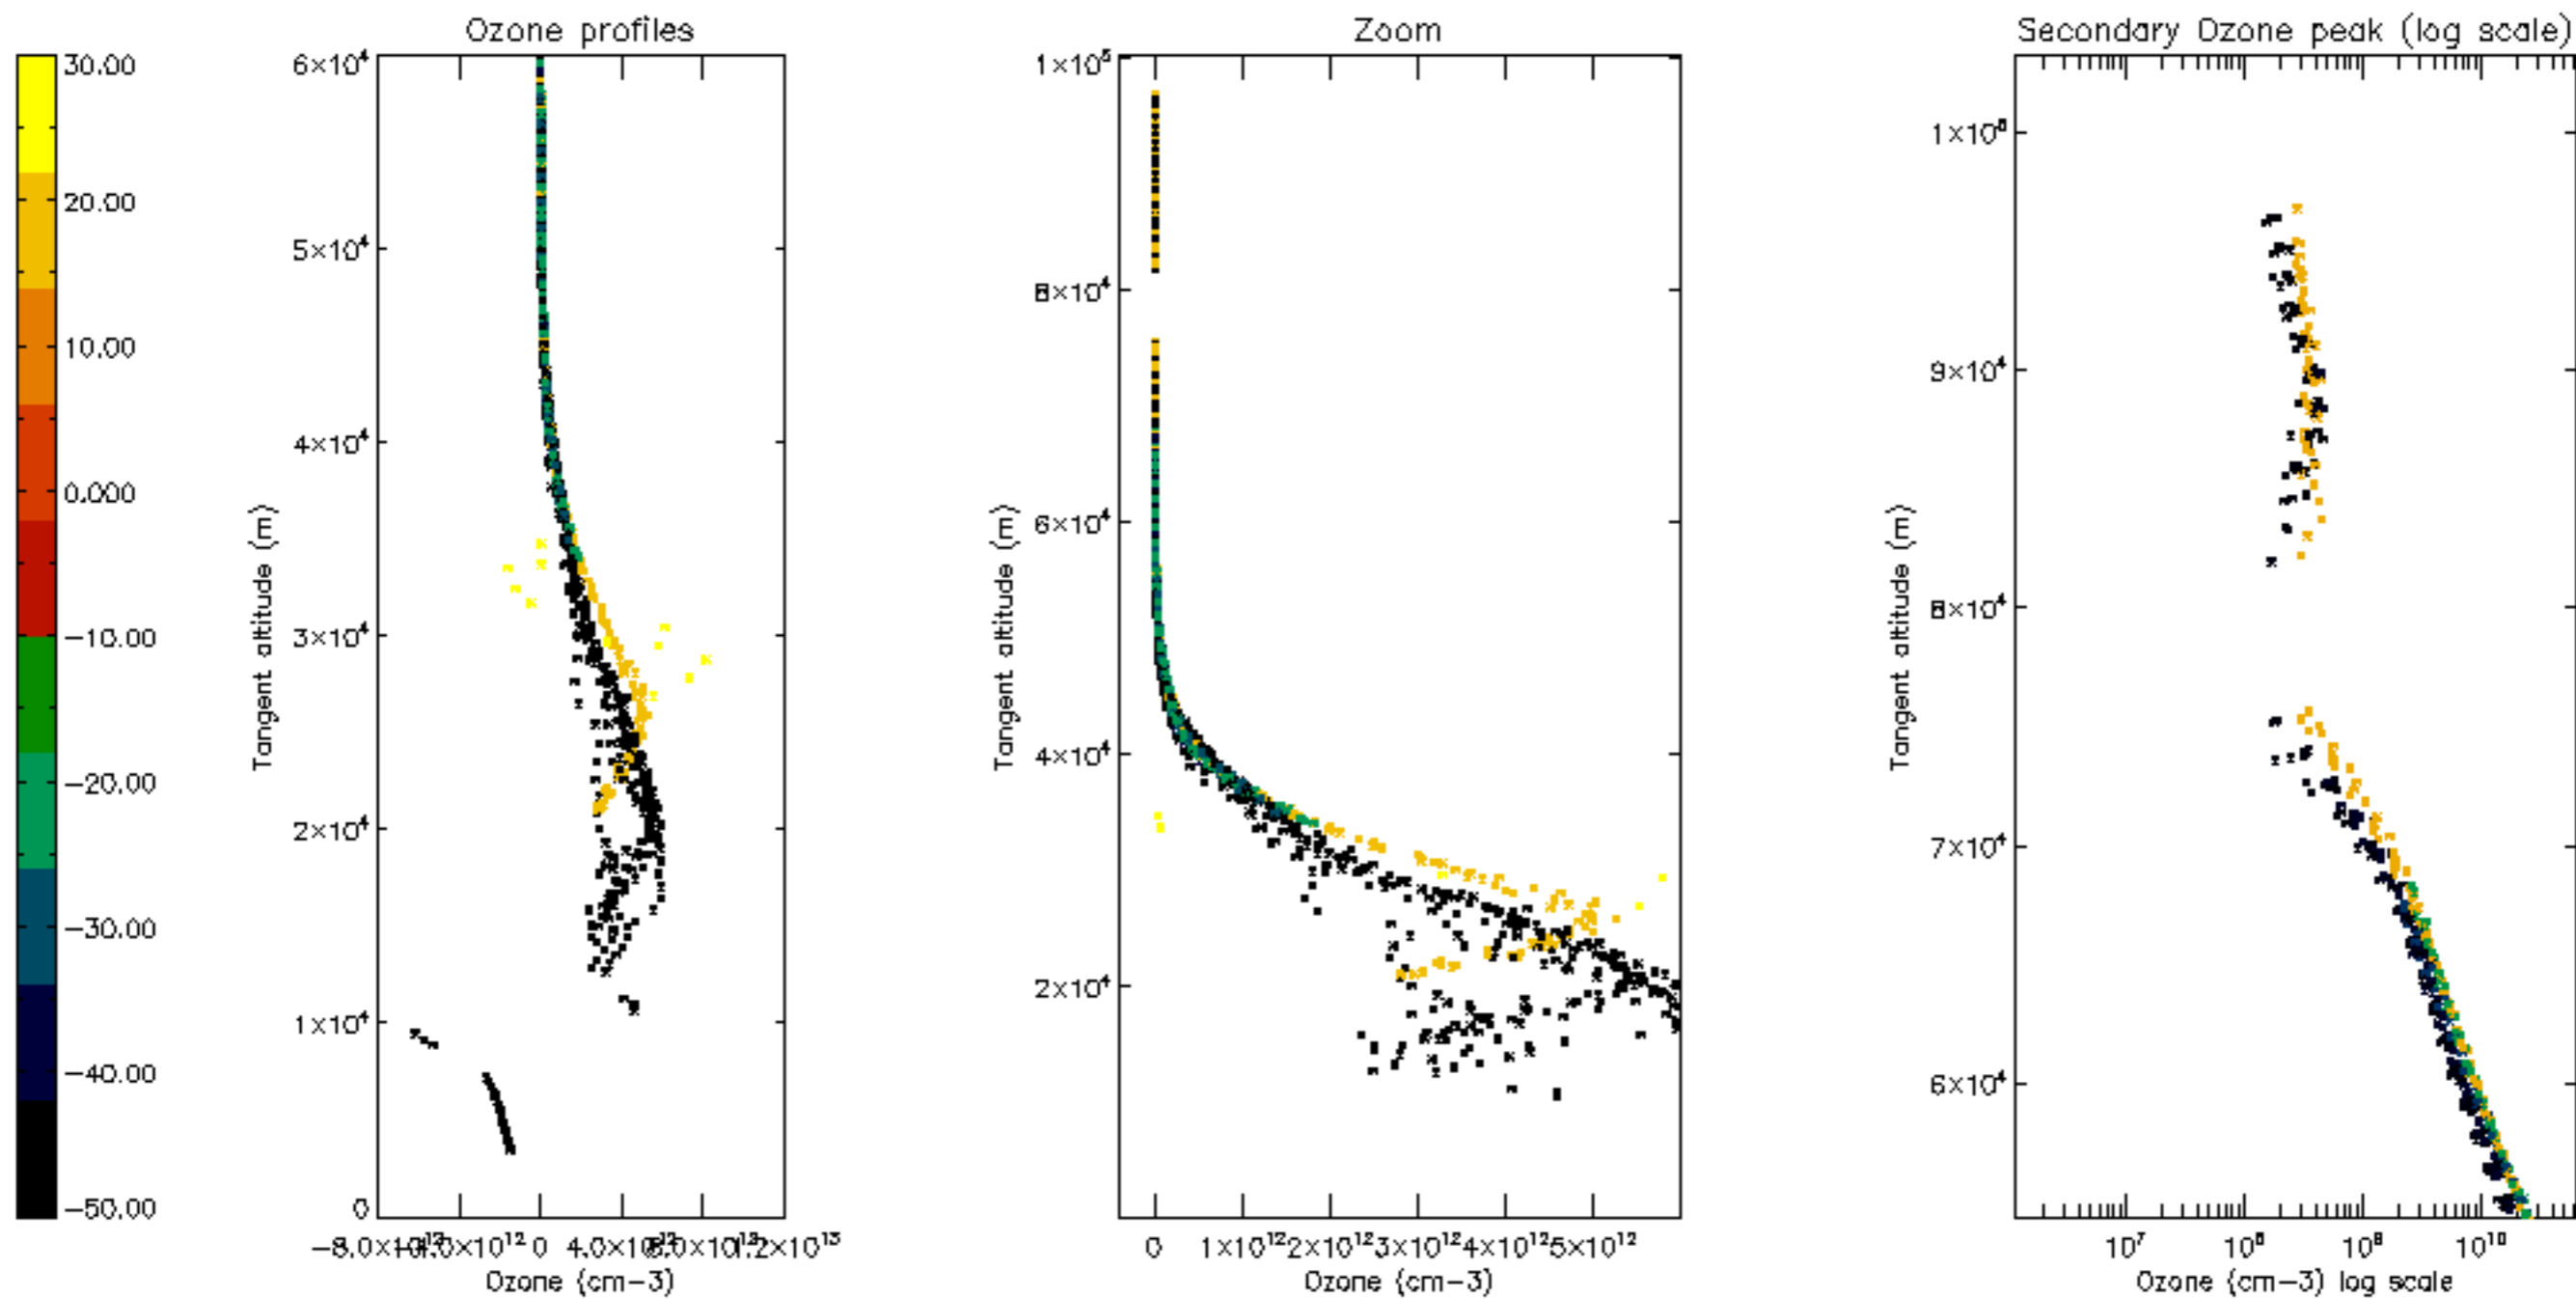 Ozone profiles
Zoom
Secondary Ozone peak (log scale)
30.00
20.00
10.00
0.000
−10.00
−20.00
−30.00
−40.00
−50.00
Tangent altitude (m)
6×10⁴
5×10⁴
4×10⁴
3×10⁴
2×10⁴
1×10⁴
0
0
Ozone (cm−3)
Tangent altitude (m)
1×10⁵
8×10⁴
6×10⁴
4×10⁴
2×10⁴
0 1×10¹² 2×10¹² 3×10¹² 4×10¹² 5×10¹²
Ozone (cm−3)
Tangent altitude (m)
9×10⁴
8×10⁴
7×10⁴
6×10⁴
10⁷ 10⁸ 10⁹ 10¹⁰
Ozone (cm−3) log scale